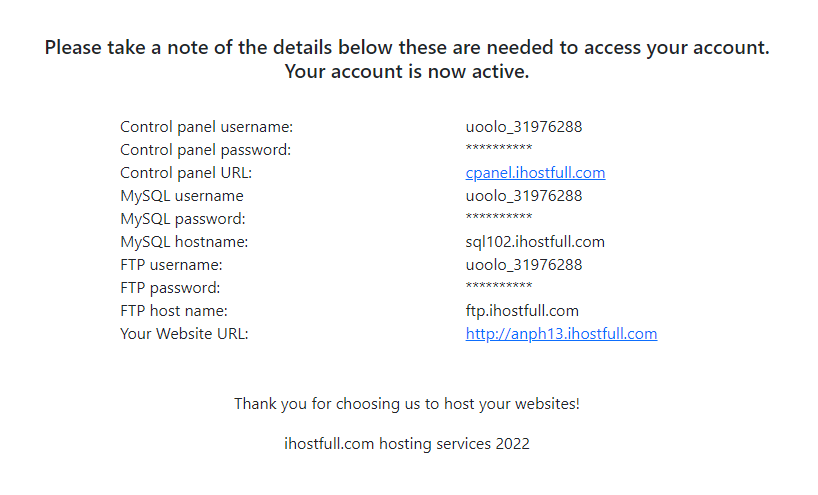 Please take a note of the details below these are needed to access your account.
Your account is now active.
Control panel username: uoolo_31976288
Control panel password: **********
Control panel URL: cpanel.ihostfull.com
MySQL username uoolo_31976288
MySQL password: **********
MySQL hostname: sql102.ihostfull.com
FTP username: uoolo_31976288
FTP password: **********
FTP host name: ftp.ihostfull.com
Your Website URL: http://anph13.ihostfull.com
Thank you for choosing us to host your websites!
ihostfull.com hosting services 2022